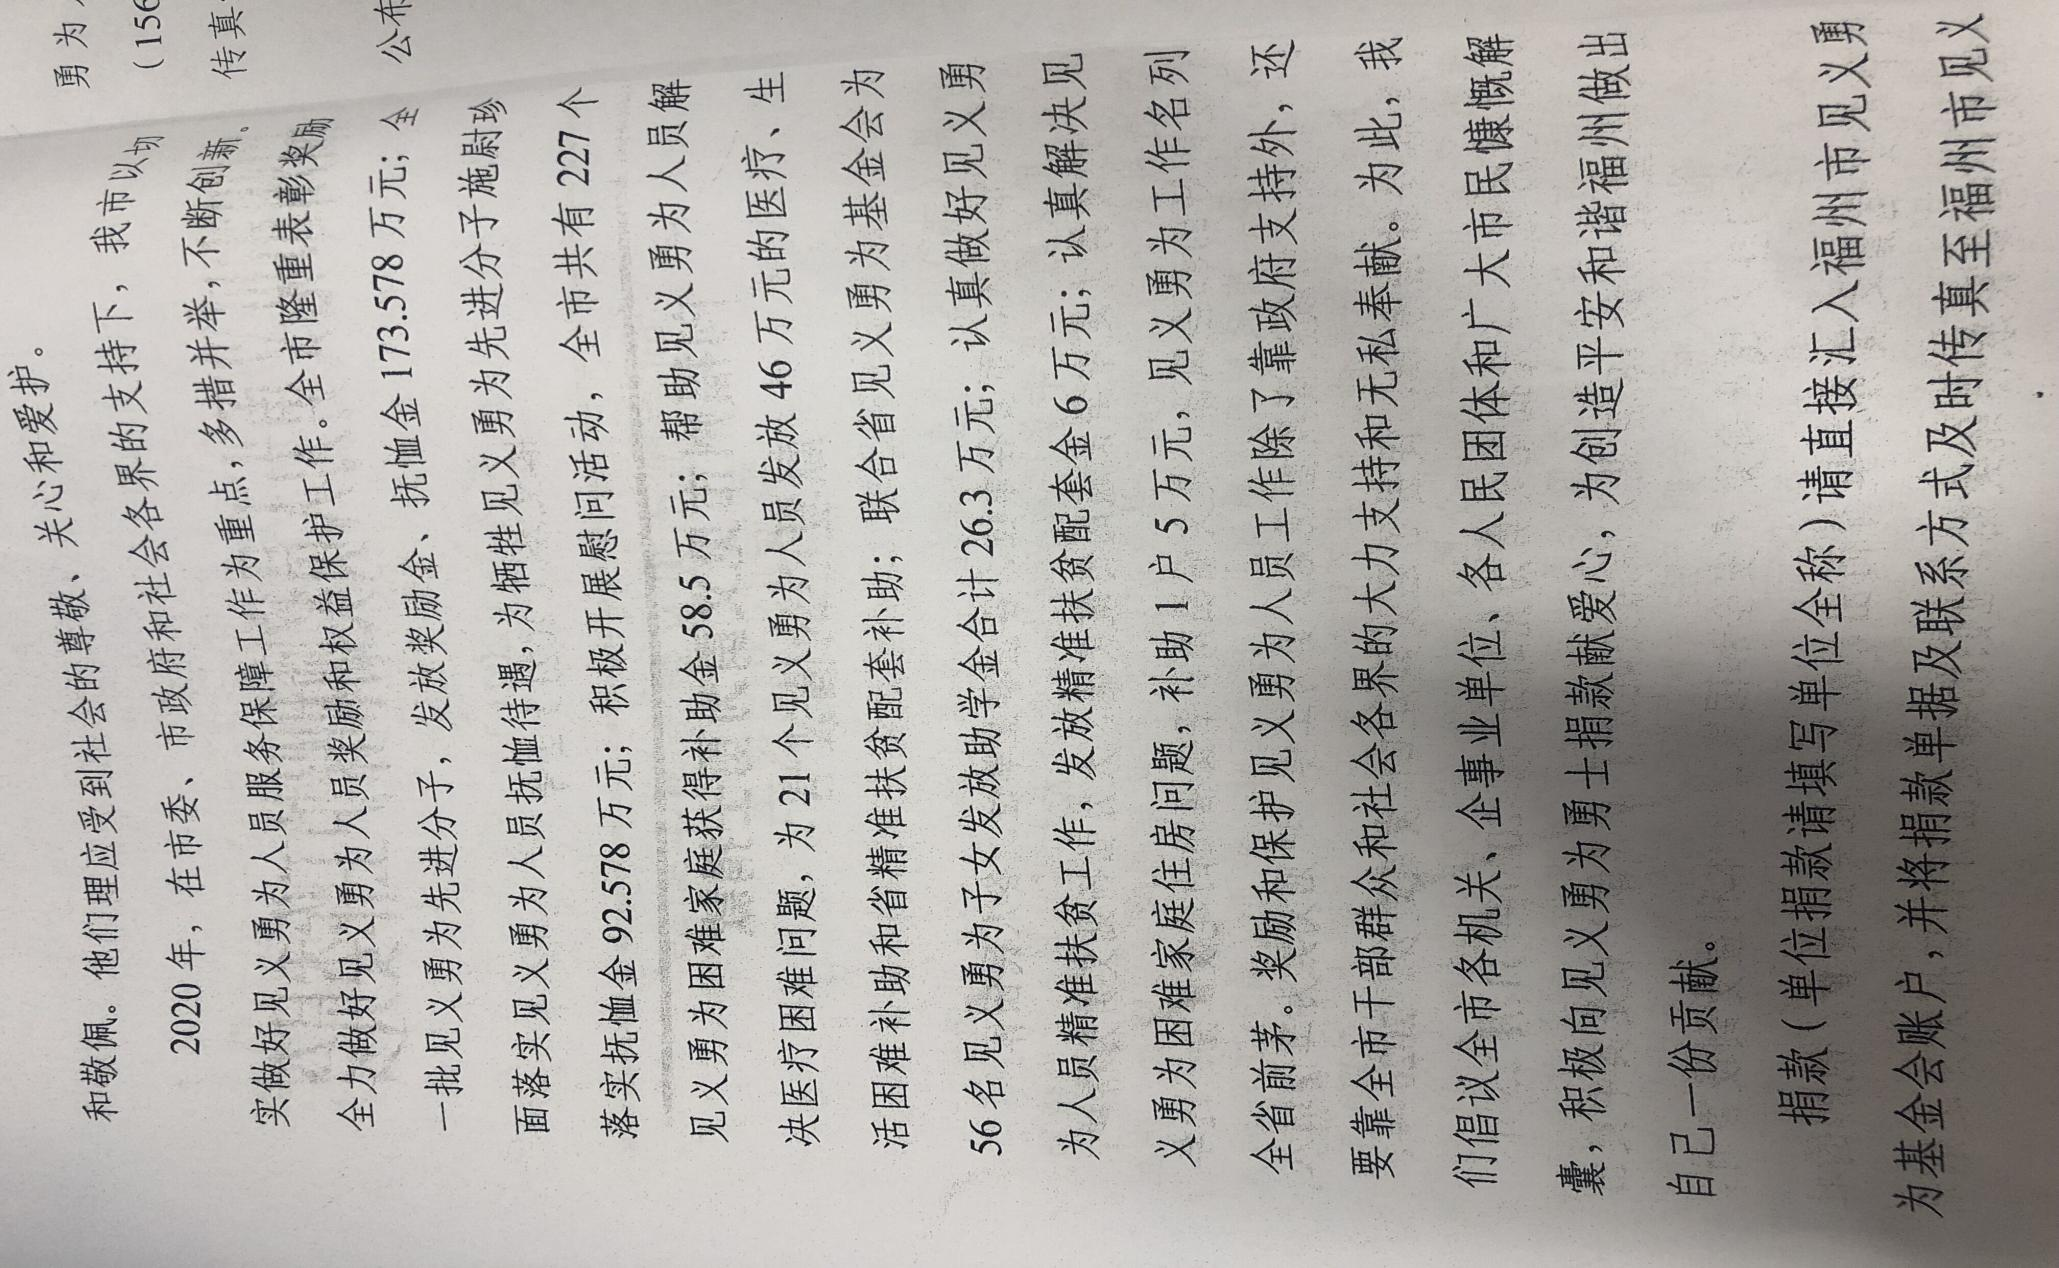 和敬佩。他们理应受到社会的尊敬、关心和爱护。
2020年，在市委、市政府和社会各界的支持下，我市以切
实做好见义勇为人员服务保障工作为重点,多措并举,不断创新,
全力做好见义勇为人员奖励和权益保护工作。全市隆重表彰奖励
一批见义勇为先进分子，发放奖励金、抚恤金173.578万元；全
面落实见义勇为人员抚恤待遇,为牺牲见义勇为先进分子施尉珍
落实抚恤金92.578万元；积极开展慰问活动，全市共有227个
见义勇为困难家庭获得补助金58.5万元；帮助见义勇为人员解
决医疗困难问题，为21个见义勇为人员发放46万元的医疗、生
活困难补助和省精准扶贫配套补助；联合省见义勇为基金会为
56名见义勇为子女发放助学金合计26.3万元；认真做好见义勇
为人员精准扶贫工作，发放精准扶贫配套金6万元；认真解决见
义勇为困难家庭住房问题，补助1户5万元，见义勇为工作名列
全省前茅。奖励和保护见义勇为人员工作除了靠政府支持外，还
要靠全市干部群众和社会各界的大力支持和无私奉献。为此，我
们倡议全市各机关、企事业单位、各人民团体和广大市民慷慨解
囊，积极向见义勇为勇士捐款献爱心，为创造平安和谐福州做出
自己一份贡献。
捐款（单位捐款请填写单位全称）请直接汇入福州市见义勇
为基金会账户，并将捐款单据及联系方式及时传真至福州市见义
勇为
(156
传真
公布